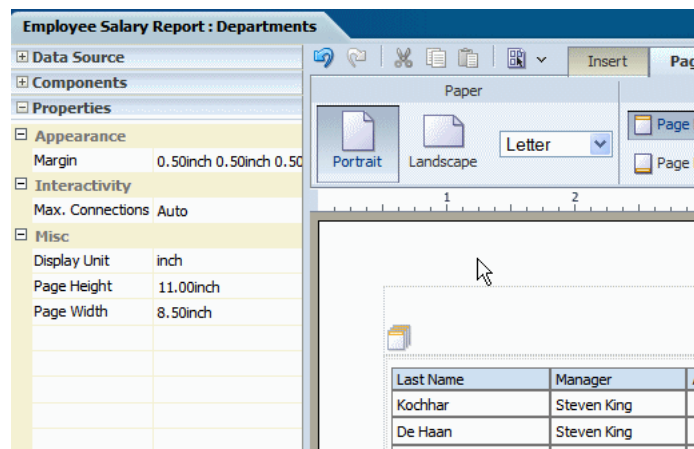 Employee Salary Report : Departments
Data Source
Components
Properties
Appearance
Margin 0.50inch 0.50inch 0.50
Interactivity
Max. Connections Auto
Misc
Display Unit inch
Page Height 11.00inch
Page Width 8.50inch
Insert Pag
Paper
Portrait Landscape Letter
Page
Page
1 2
Last Name Manager
Kochhar Steven King
De Haan Steven King